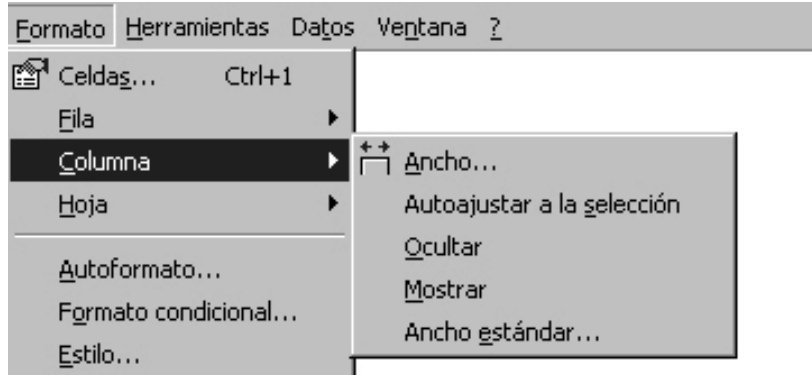 Formato Herramientas Datos Ventana ?
Celdas... Ctrl+1
Fila
Columna
Hoja
Autoformato...
Formato condicional...
Estilo...
Ancho...
Autoajustar a la selección
Ocultar
Mostrar
Ancho estándar...